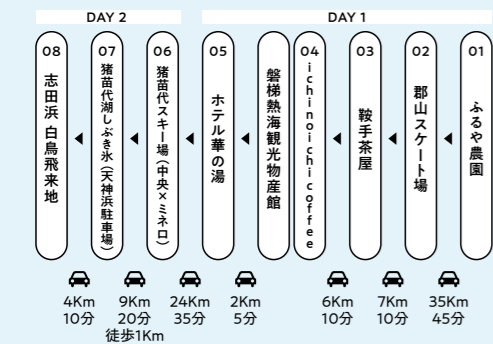 DAY 1
01
ふるや農園
02
郡山スケート場
03
鞍手茶屋
04
ichinoichi coffee
磐梯熱海観光物産館
05
ホテル華の湯
DAY 2
06
猪苗代スキー場(中央×ミネロ)
07
猪苗代湖しぶき氷(天神浜駐車場)
08
志田浜 白鳥飛来地
35Km
45分
7Km
10分
6Km
10分
2Km
5分
24Km
35分
9Km
20分
徒歩1Km
4Km
10分